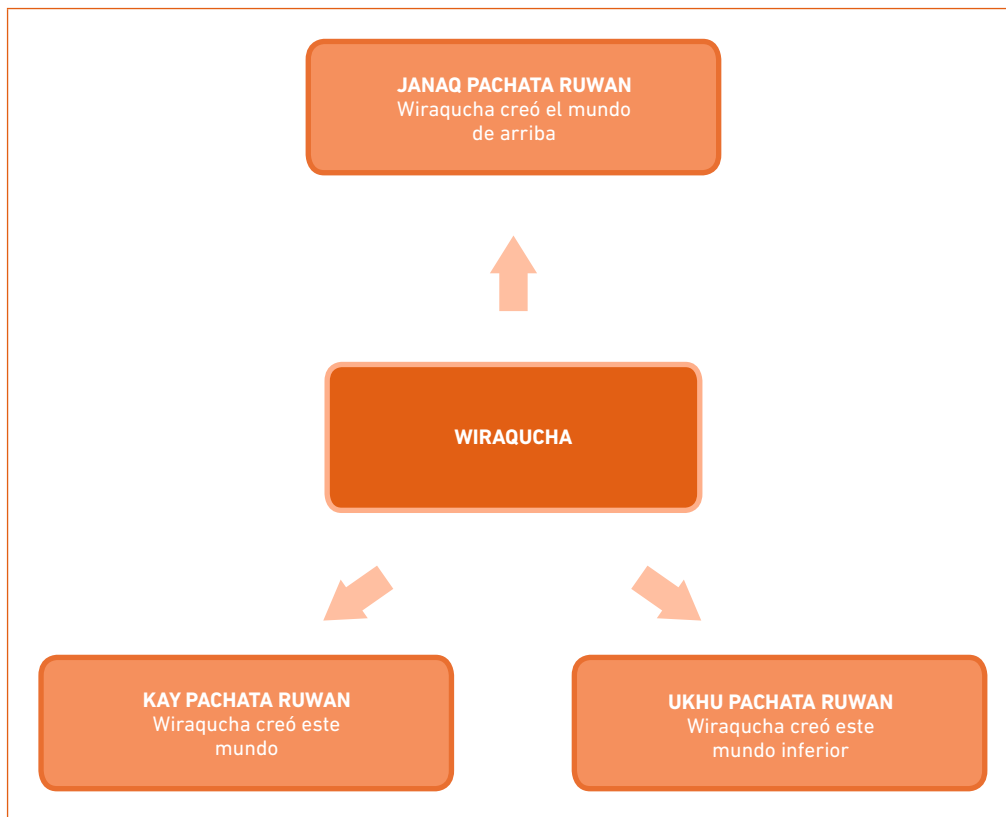 JANAQ PACHATA RUWAN
Wiraqucha creó el mundo
de arriba
WIRAQUCHA
KAY PACHATA RUWAN
Wiraqucha creó este
mundo
UKHU PACHATA RUWAN
Wiraqucha creó este
mundo inferior